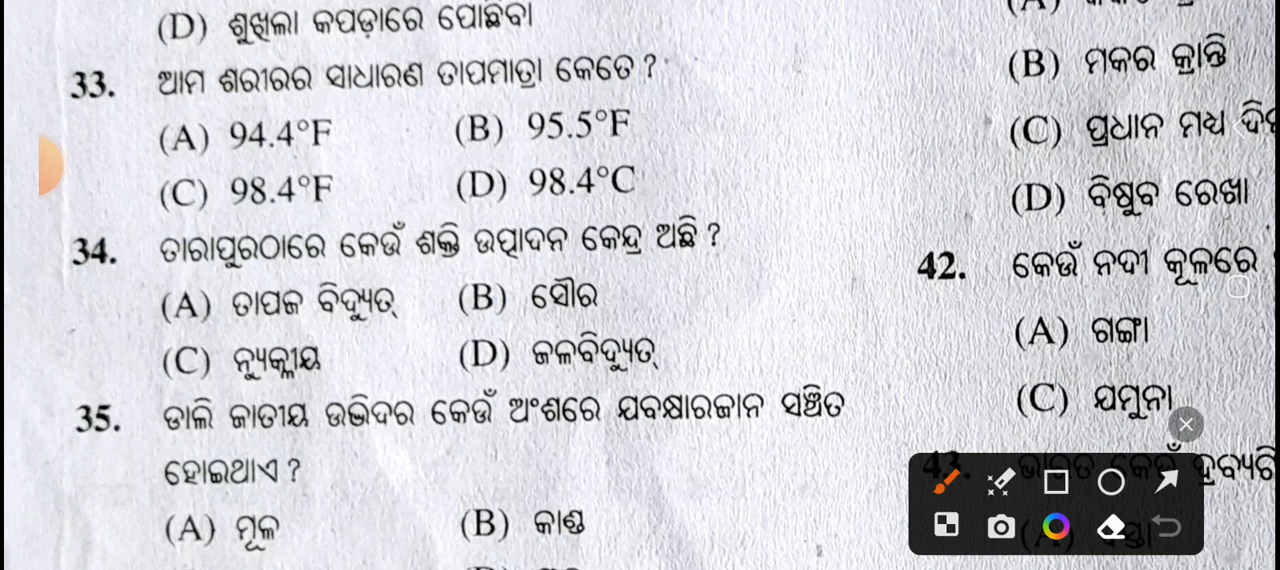 (D) ଶୁଖିଲା କପଡ଼ାରେ ପୋଛିବା
33. ଆମ ଶରୀରର ସାଧାରଣ ତାପମାତ୍ରା କେତେ ?
(A) 94.4°F (B) 95.5°F
(C) 98.4°F (D) 98.4°C
34. ତାରାପୁରଠାରେ କେଉଁ ଶକ୍ତି ଉତ୍ପାଦନ କେନ୍ଦ୍ର ଅଛି ?
(A) ତାପଜ ବିଦ୍ୟୁତ୍ (B) ସୌର
(C) ନ୍ୟୁକ୍ଲୀୟ (D) ଜଳବିଦ୍ୟୁତ୍
35. ଡାଲି ଜାତୀୟ ଉଦ୍ଭିଦର କେଉଁ ଅଂଶରେ ଯବକ୍ଷାରଜାନ ସଞ୍ଚିତ
ହୋଇଥାଏ ?
(A) ମୂଳ (B) କାଣ୍ଡ
(B) ମକର କ୍ରାନ୍ତି
(C) ପ୍ରଧାନ ମଧ୍ୟ
(D) ବିଷୁବ ରେଖା
42. କେଉଁ ନଦୀ କୂଳରେ
(A) ଗଙ୍ଗା
(C) ଯମୁନା
43. ଭାରତ କେଉଁ
(A)